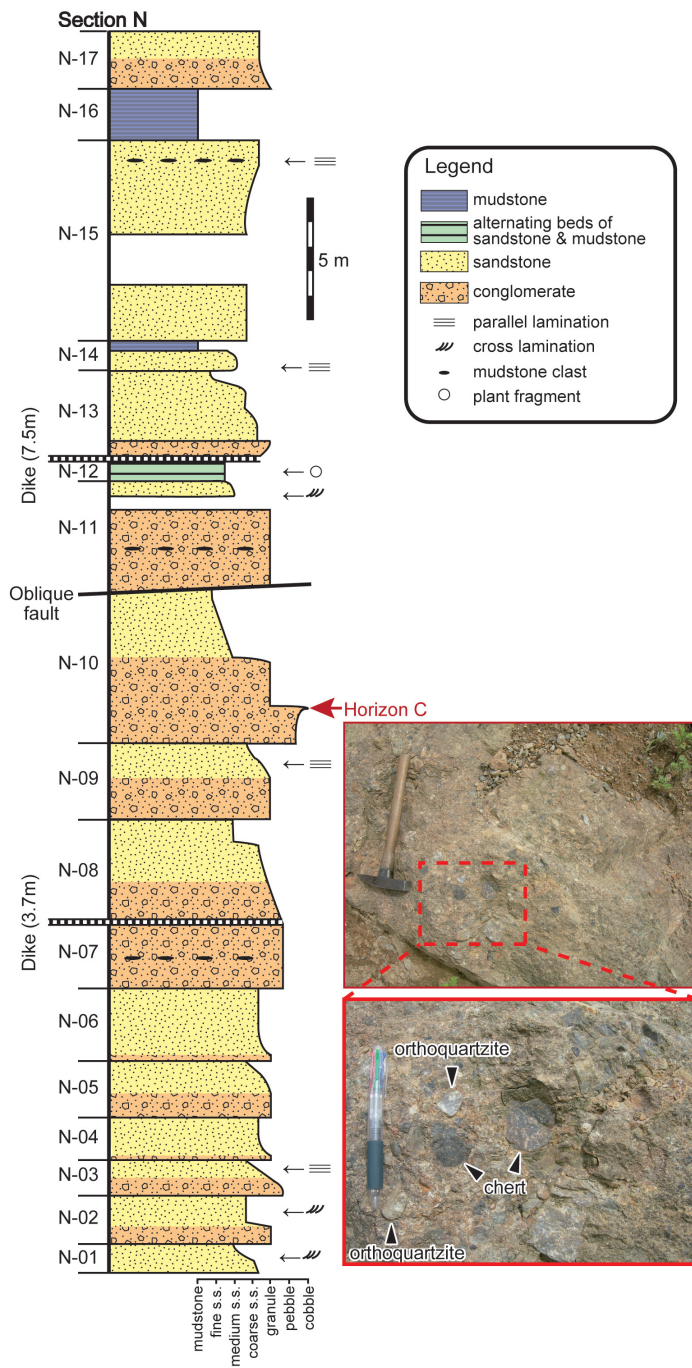 Section N
N-17
N-16
N-15
5 m
N-14
N-13
Dike (7.5m)
N-12
N-11
Oblique
fault
N-10
Horizon C
N-09
N-08
Dike (3.7m)
N-07
N-06
N-05
N-04
N-03
N-02
N-01
mudstone
fine s.s.
medium s.s.
coarse s.s.
granule
pebble
cobble
Legend
mudstone
alternating beds of
sandstone & mudstone
sandstone
conglomerate
parallel lamination
cross lamination
mudstone clast
plant fragment
orthoquartzite
chert
orthoquartzite